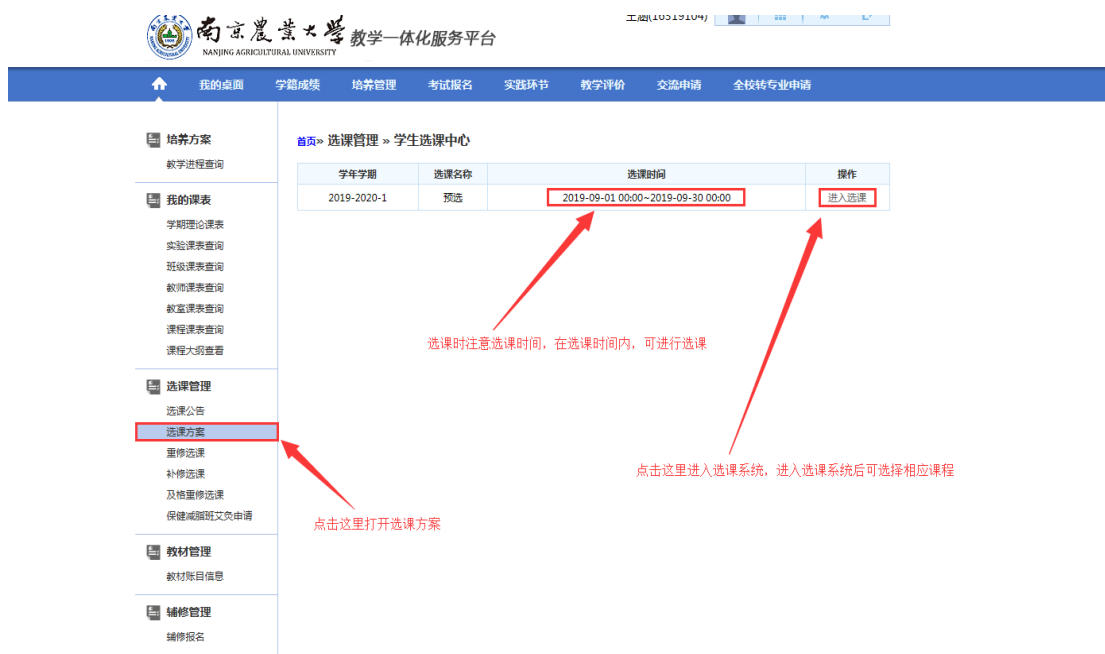 南京農業大學 教学一体化服务平台
NANJING AGRICULTURAL UNIVERSITY
(16319104)
我的桌面 学籍成绩 培养管理 考试报名 实践环节 教学评价 交流申请 全校转专业申请
培养方案
教学进程查询
我的课表
学期理论课表
实验课表查询
班级课表查询
教师课表查询
教室课表查询
课程课表查询
课程大纲查看
选课管理
选课公告
选课方案
重修选课
补修选课
及格重修选课
保健减脂班艾灸申请
教材管理
教材账目信息
辅修管理
辅修报名
首页» 选课管理 » 学生选课中心
学年学期 选课名称 选课时间 操作
2019-2020-1 预选 2019-09-01 00:00~2019-09-30 00:00 进入选课
选课时注意选课时间，在选课时间内，可进行选课
点击这里进入选课系统，进入选课系统后可选择相应课程
点击这里打开选课方案